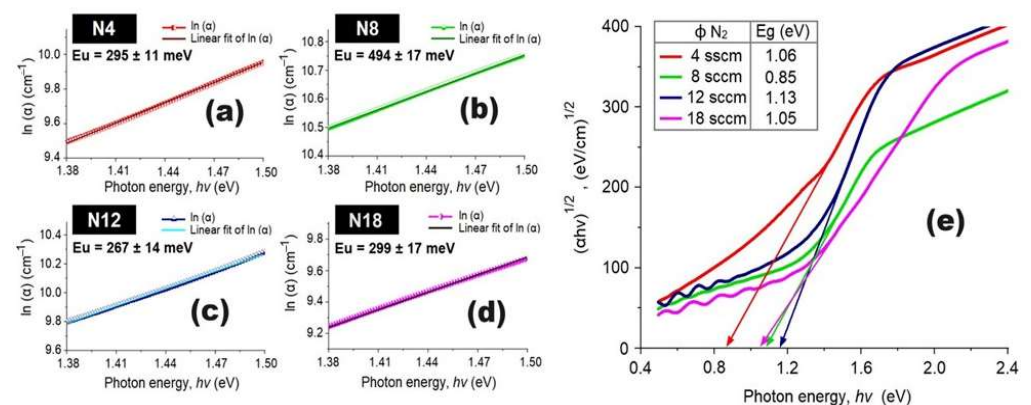 N4
ln (α)
Linear fit of ln (α)
Eu = 295 ± 11 meV
ln (α) (cm⁻¹)
10.0
9.8
9.6
9.4
(a)
1.38 1.41 1.44 1.47 1.50
Photon energy, hν (eV)
N8
ln (α)
Linear fit of ln (α)
Eu = 494 ± 17 meV
ln (α) (cm⁻¹)
10.8
10.7
10.6
10.5
10.4
(b)
1.38 1.41 1.44 1.47 1.50
Photon energy, hν (eV)
N12
ln (α)
Linear fit of ln (α)
Eu = 267 ± 14 meV
ln (α) (cm⁻¹)
10.4
10.2
10.0
9.8
9.6
(c)
1.38 1.41 1.44 1.47 1.50
Photon energy, hν (eV)
N18
ln (α)
Linear fit of ln (α)
Eu = 299 ± 17 meV
ln (α) (cm⁻¹)
9.8
9.6
9.4
9.2
(d)
1.38 1.41 1.44 1.47 1.50
Photon energy, hν (eV)
ϕ N₂ Eg (eV)
4 sscm 1.06
8 sccm 0.85
12 sccm 1.13
18 sccm 1.05
(αhν)^1/2 , (eV/cm)^1/2
400
300
200
100
0
(e)
0.4 0.8 1.2 1.6 2.0 2.4
Photon energy, hν (eV)